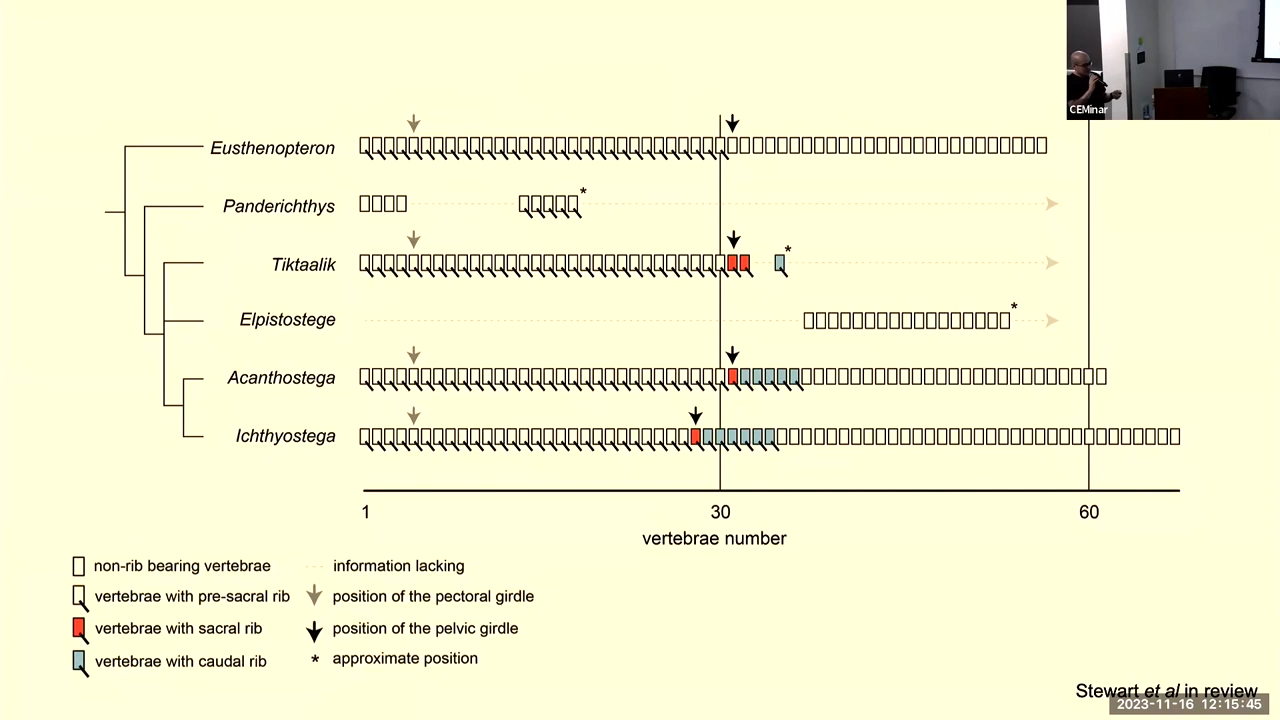 CEMinar
Eusthenopteron
Panderichthys
*
Tiktaalik
*
Elpistostege
*
Acanthostega
Ichthyostega
1
30
60
vertebrae number
non-rib bearing vertebrae
information lacking
vertebrae with pre-sacral rib
position of the pectoral girdle
vertebrae with sacral rib
position of the pelvic girdle
vertebrae with caudal rib
* approximate position
Stewart et al in review
2023-11-16 12:15:45